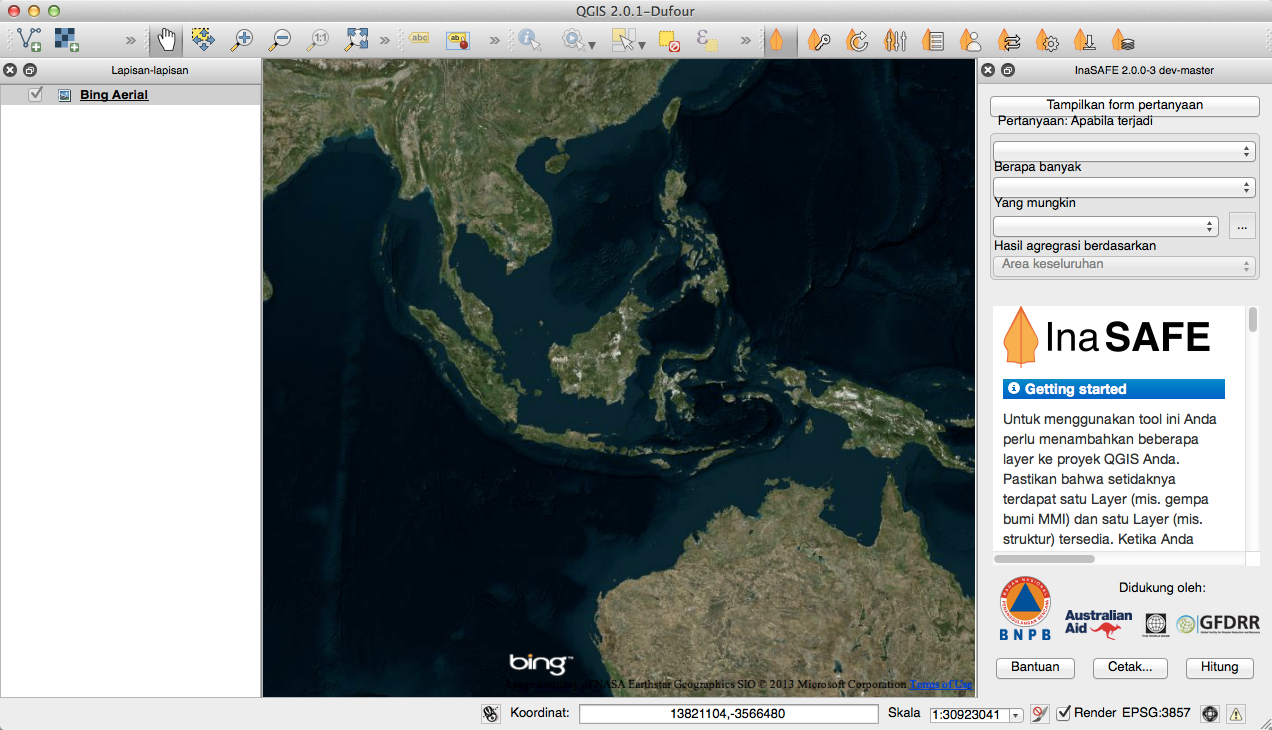 QGIS 2.0.1-Dufour
Lapisan-lapisan
Bing Aerial
InaSAFE 2.0.0-3 dev-master
Tampilkan form pertanyaan
Pertanyaan: Apabila terjadi
Berapa banyak
Yang mungkin
...
Hasil agregrasi berdasarkan
Area keseluruhan
InaSAFE
Getting started
Untuk menggunakan tool ini Anda
perlu menambahkan beberapa
layer ke proyek QGIS Anda.
Pastikan bahwa setidaknya
terdapat satu Layer (mis. gempa
bumi MMI) dan satu Layer (mis.
struktur) tersedia. Ketika Anda
Didukung oleh:
BNPB
Australian
Aid
GFDRR
Bantuan
Cetak...
Hitung
bing™
NASA Earthstar Geographics SIO © 2013 Microsoft Corporation Terms of Use
Koordinat:
13821104,-3566480
Skala
1:30923041
Render
EPSG:3857